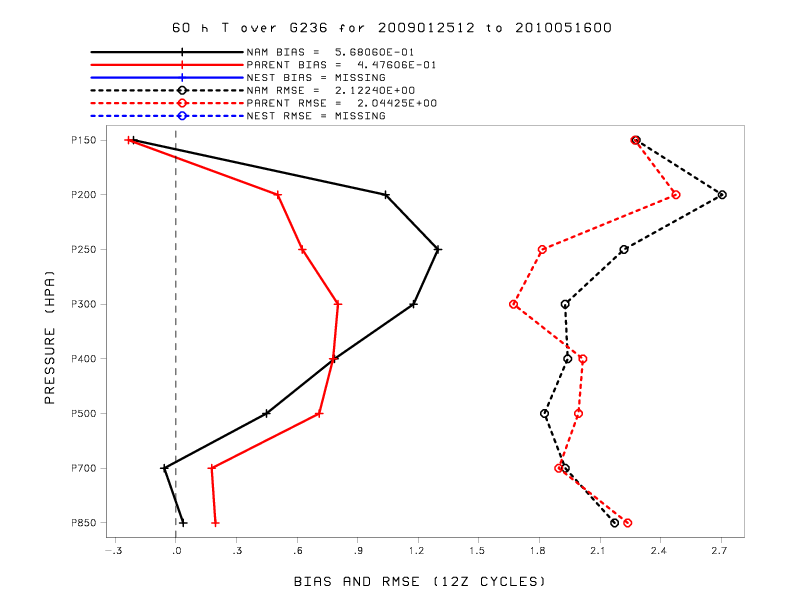 60 h T over G236 for 2009012512 to 2010051600
NAM BIAS = 5.68060E-01
PARENT BIAS = 4.47606E-01
NEST BIAS = MISSING
NAM RMSE = 2.12240E+00
PARENT RMSE = 2.04425E+00
NEST RMSE = MISSING
P150
P200
P250
P300
P400
P500
P700
P850
PRESSURE (HPA)
-.3 .0 .3 .6 .9 1.2 1.5 1.8 2.1 2.4 2.7
BIAS AND RMSE (12Z CYCLES)